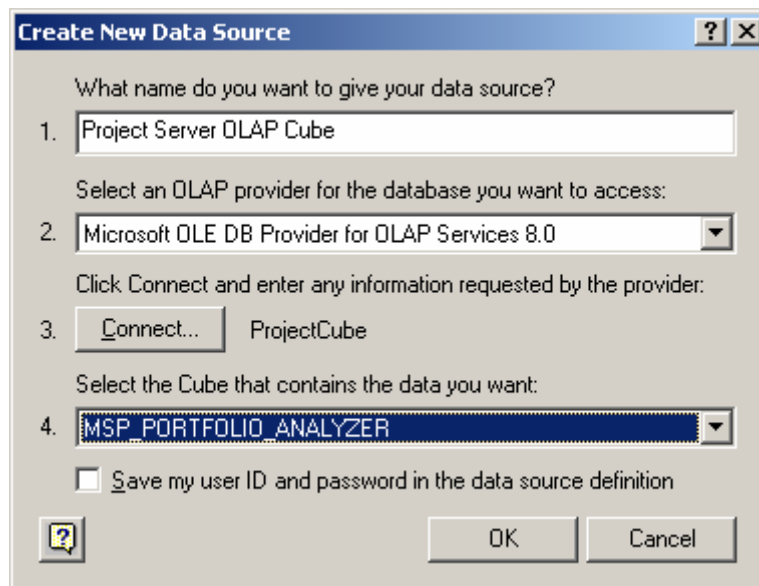 Create New Data Source
What name do you want to give your data source?
1. Project Server OLAP Cube
Select an OLAP provider for the database you want to access:
2. Microsoft OLE DB Provider for OLAP Services 8.0
Click Connect and enter any information requested by the provider:
3. Connect... ProjectCube
Select the Cube that contains the data you want:
4. MSP_PORTFOLIO_ANALYZER
Save my user ID and password in the data source definition
OK Cancel